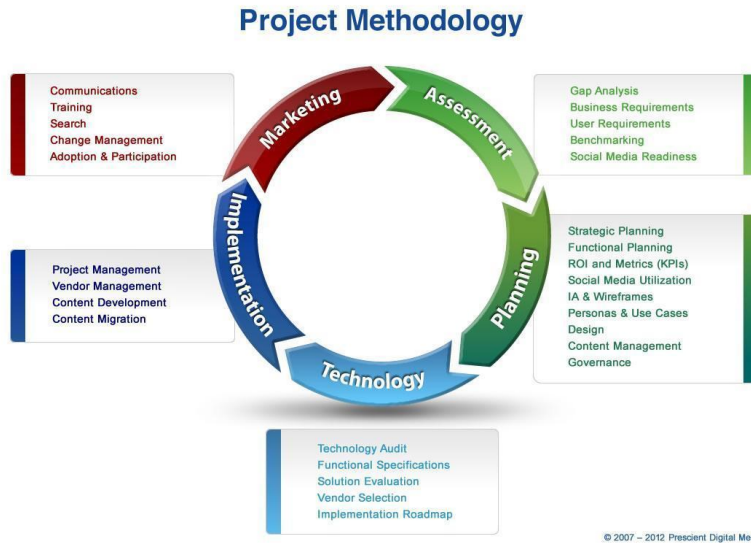 Project Methodology
Marketing
Assessment
Planning
Technology
Implementation
Communications
Training
Search
Change Management
Adoption & Participation
Gap Analysis
Business Requirements
User Requirements
Benchmarking
Social Media Readiness
Strategic Planning
Functional Planning
ROI and Metrics (KPIs)
Social Media Utilization
IA & Wireframes
Personas & Use Cases
Design
Content Management
Governance
Project Management
Vendor Management
Content Development
Content Migration
Technology Audit
Functional Specifications
Solution Evaluation
Vendor Selection
Implementation Roadmap
© 2007 – 2012 Prescient Digital Me